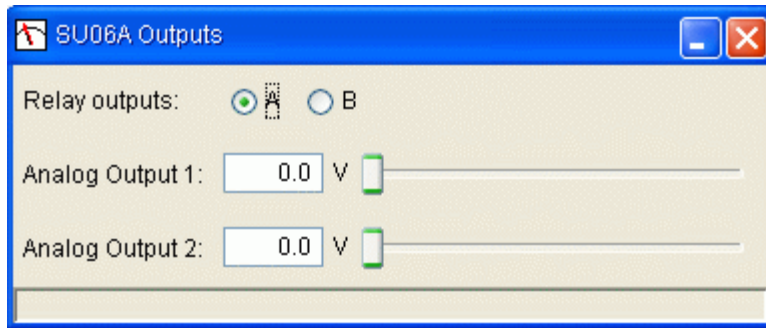 SU06A Outputs
Relay outputs: A B
Analog Output 1: 0.0 V
Analog Output 2: 0.0 V